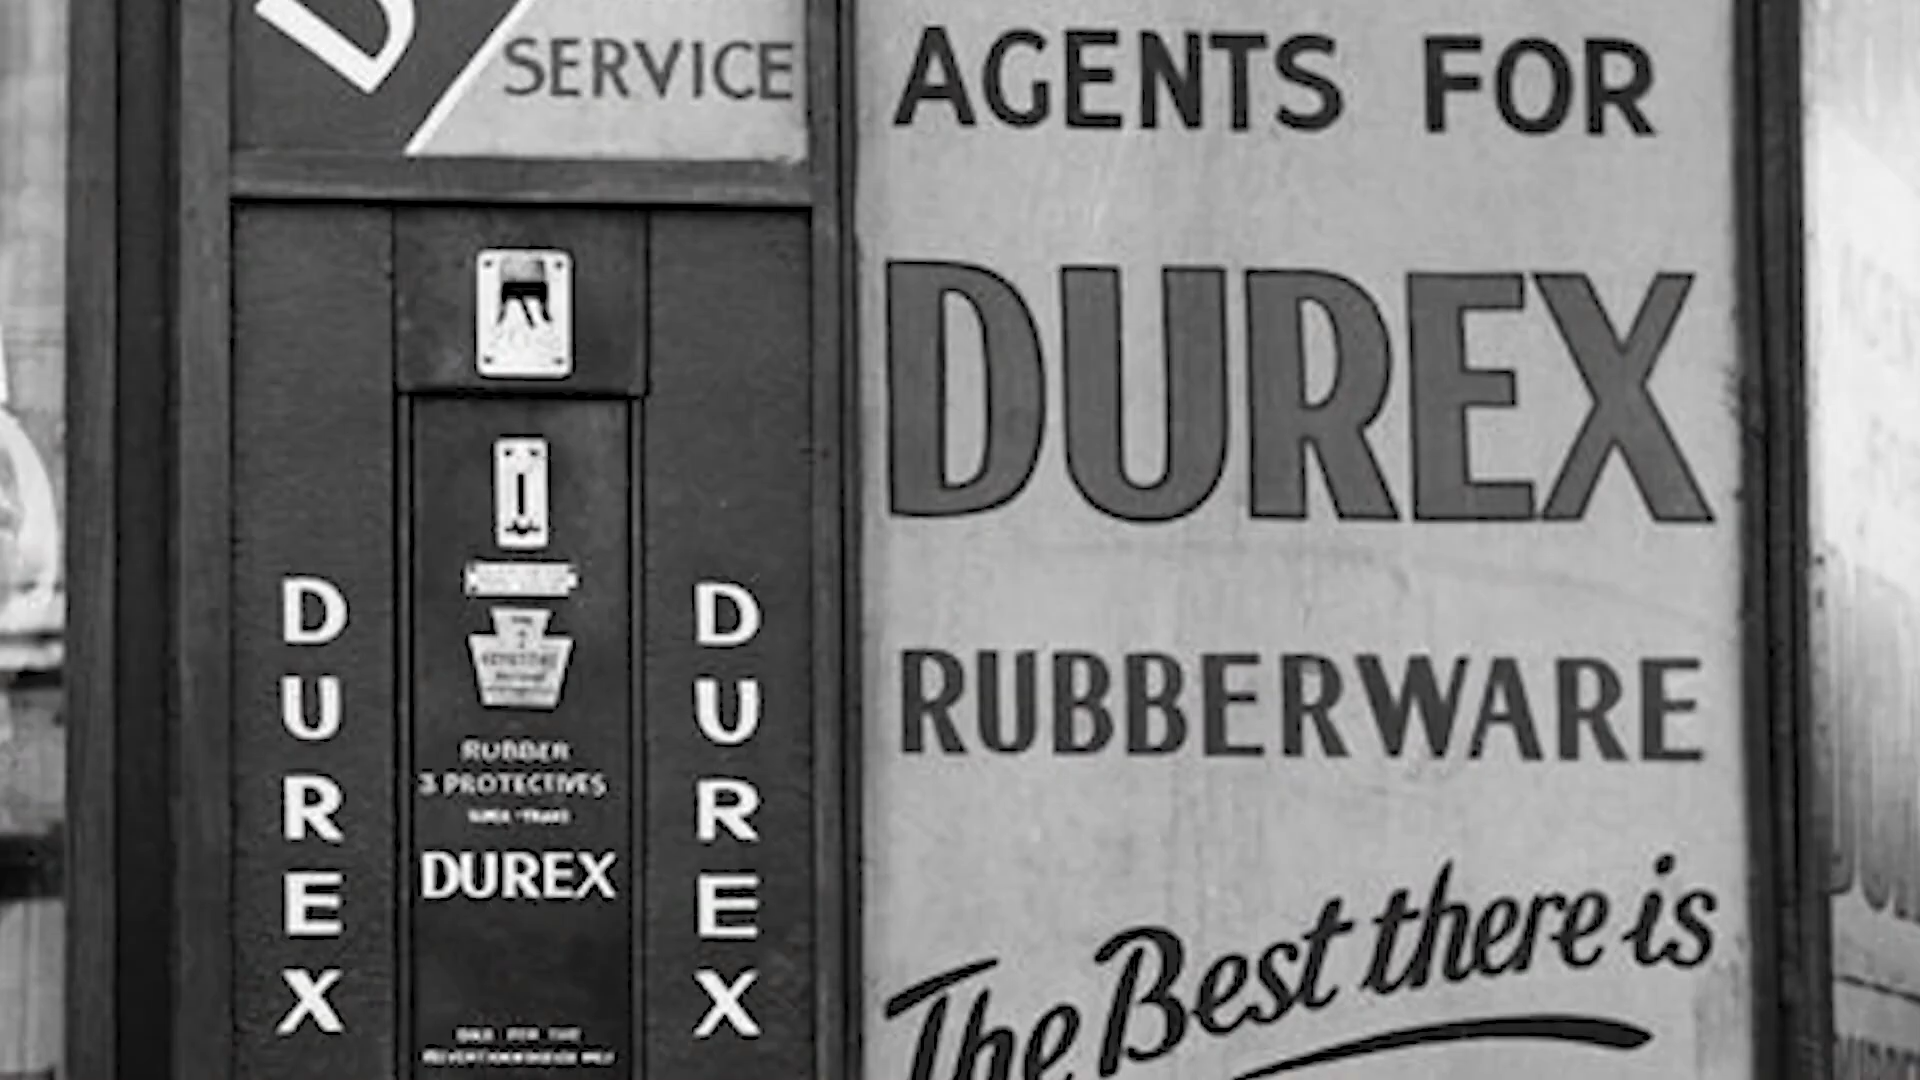 SERVICE
DUREX
RUBBER
3 PROTECTIVES
DUREX
DUREX
AGENTS FOR
DUREX
RUBBERWARE
The Best there is